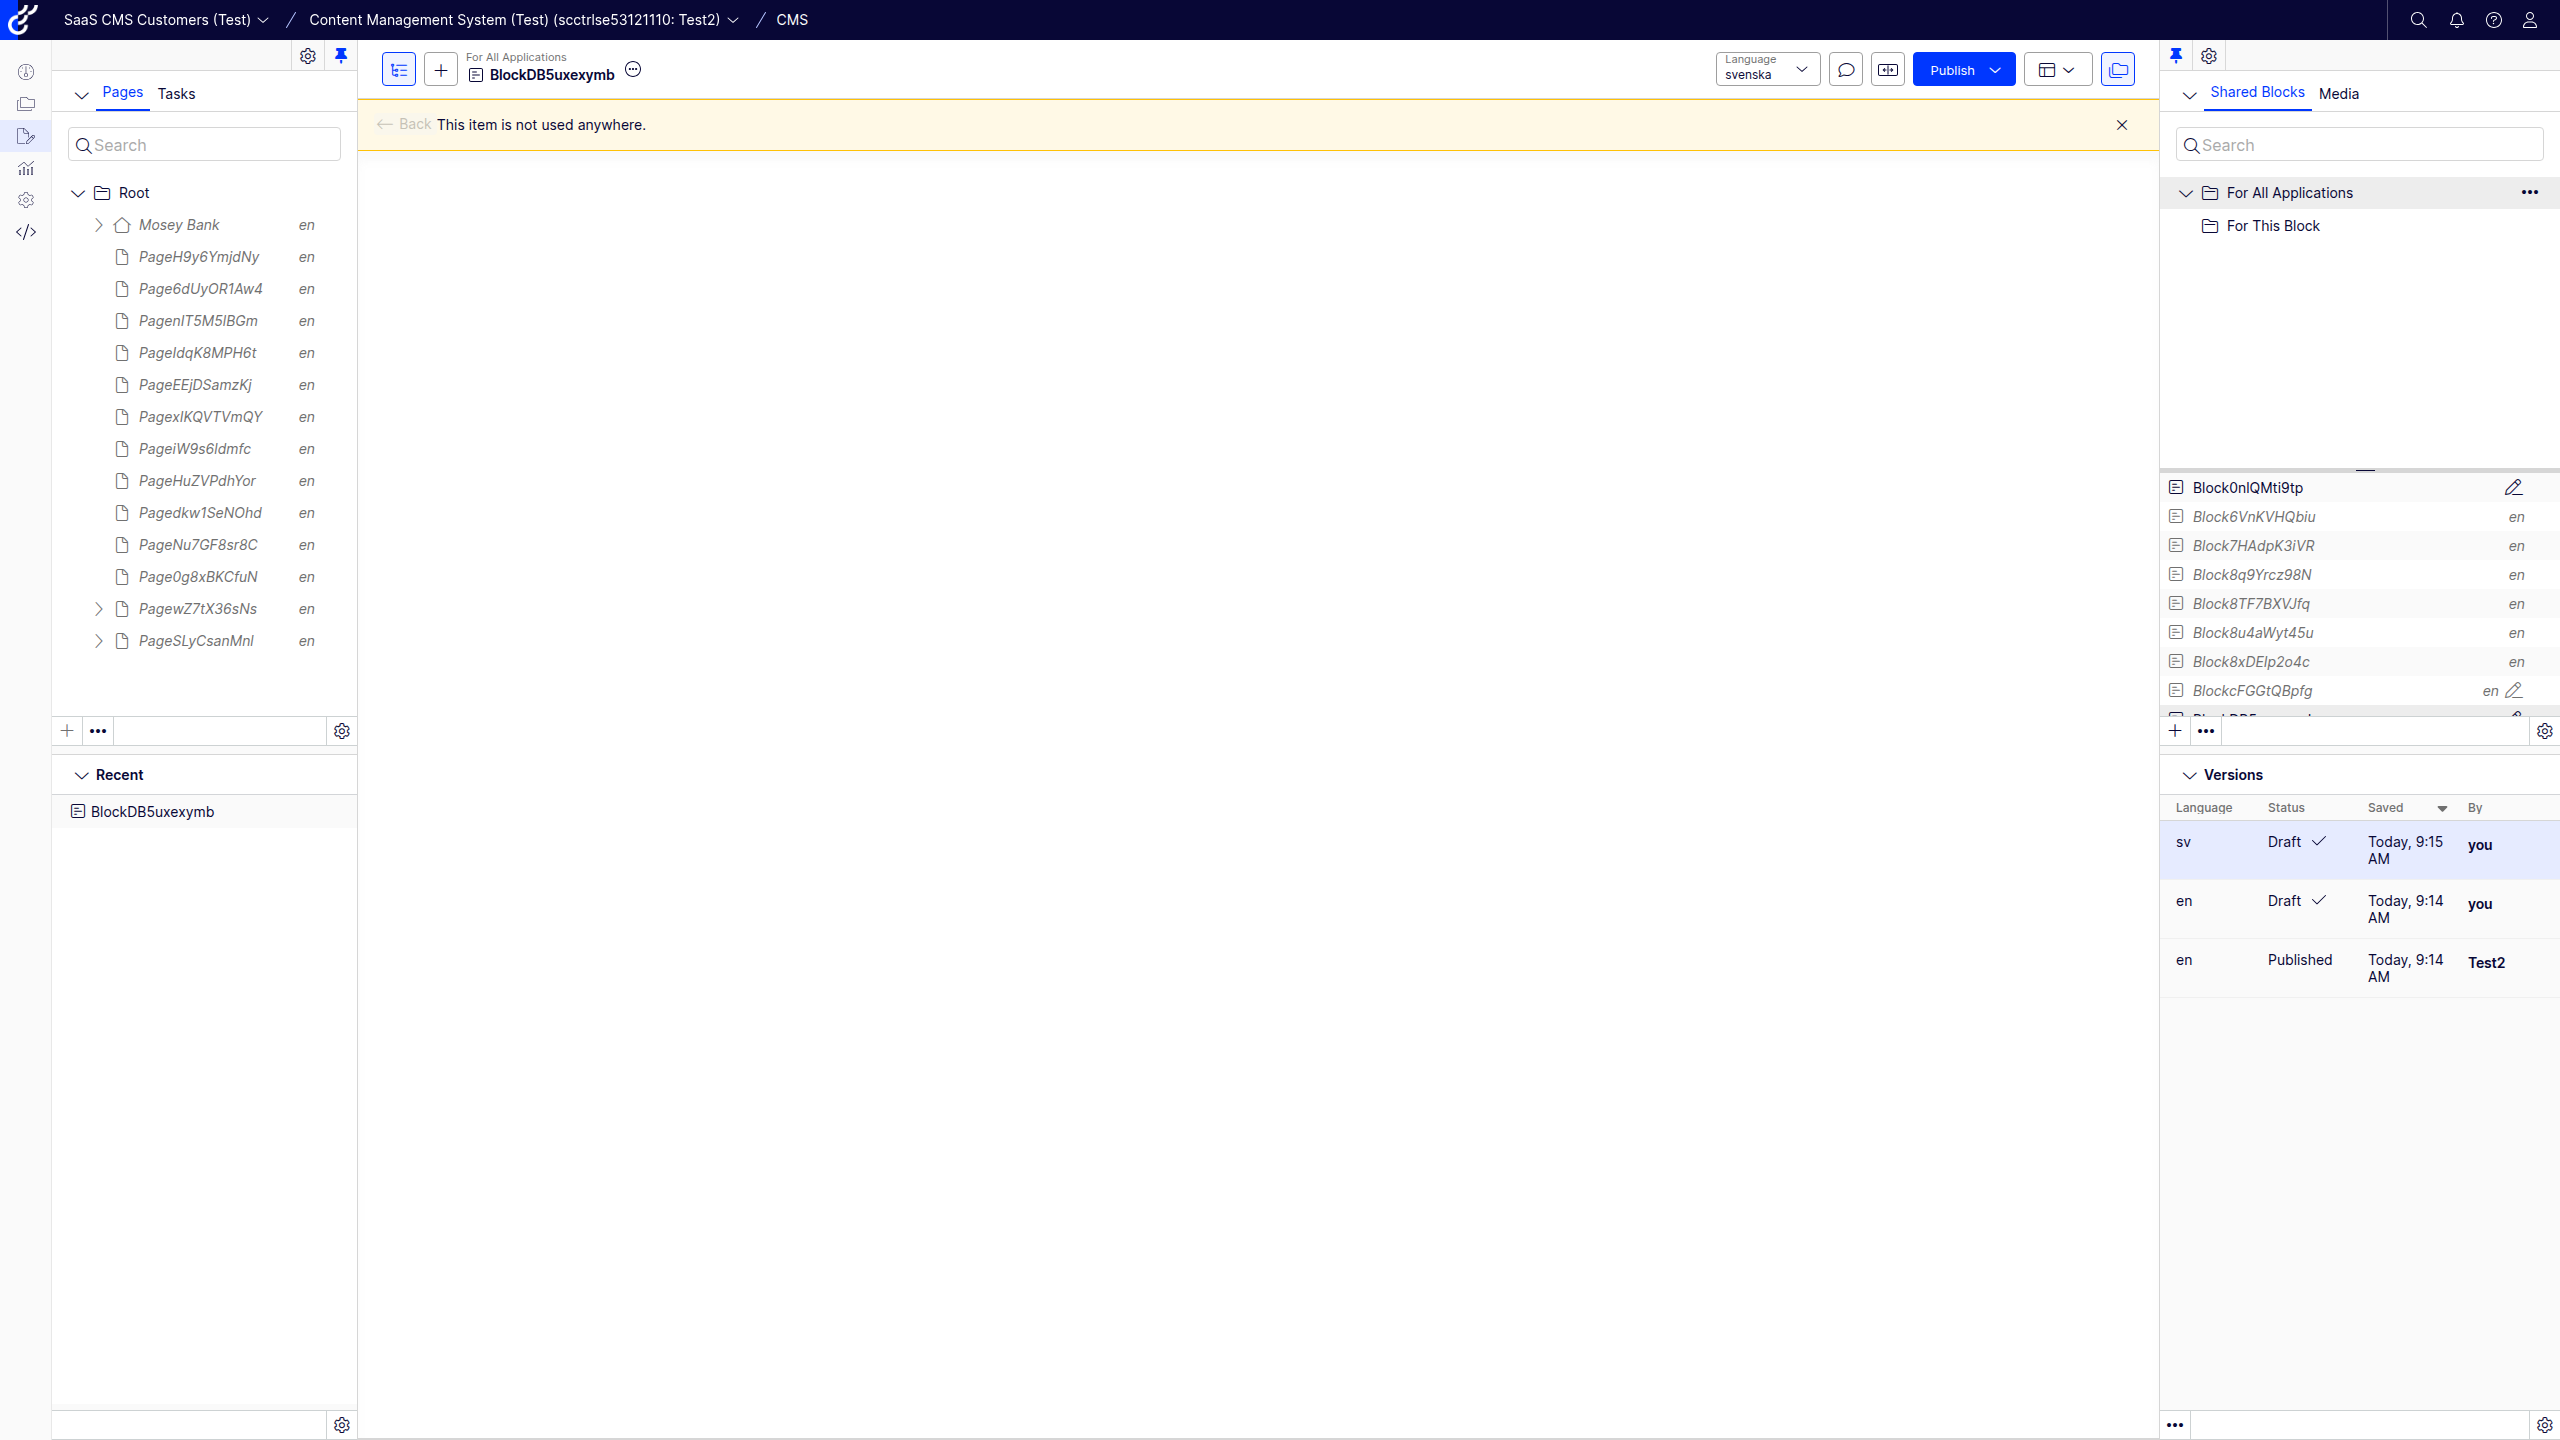 SaaS CMS Customers (Test) / Content Management System (Test) (scctrlse53121110: Test2) / CMS
Pages Tasks
Search
Root
Mosey Bank en
PageH9y6YmjdNy en
Page6dUyOR1Aw4 en
PagenIT5M5IBGm en
PageIdqK8MPH6t en
PageEEjDSamzKj en
PagexIKQVTVmQY en
PageiW9s6Idmfc en
PageHuZVPdhYor en
Pagedkw1SeNOhd en
PageNu7GF8sr8C en
Page0g8xBKCfuN en
PagewZ7tX36sNs en
PageSLyCsanMnl en
Recent
BlockDB5uxexymb
For All Applications
BlockDB5uxexymb
Language
svenska
Publish
Back This item is not used anywhere.
Shared Blocks Media
Search
For All Applications
For This Block
Block0nlQMti9tp
Block6VnKVHQbiu en
Block7HAdpK3iVR en
Block8q9Yrcz98N en
Block8TF7BXVJfq en
Block8u4aWyt45u en
Block8xDEIp2o4c en
BlockcFGGtQBpfg en
Versions
Language Status Saved By
sv Draft Today, 9:15 AM you
en Draft Today, 9:14 AM you
en Published Today, 9:14 AM Test2